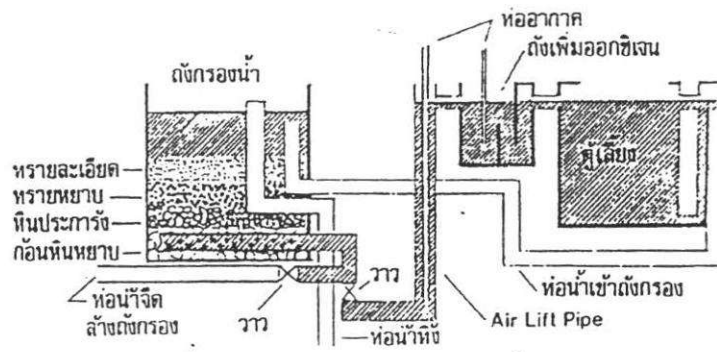 ท่ออากาศ
ถังเพิ่มออกซิเจน
ถังกรองน้ำ
ตู้เลี้ยง
ทรายละเอียด
ทรายหยาบ
หินประการัง
ก้อนหินหยาบ
วาว
ท่อน้ำเข้าถังกรอง
ท่อน้ำจืด
ล้างถังกรอง
วาว
ท่อน้ำทิ้ง
Air Lift Pipe